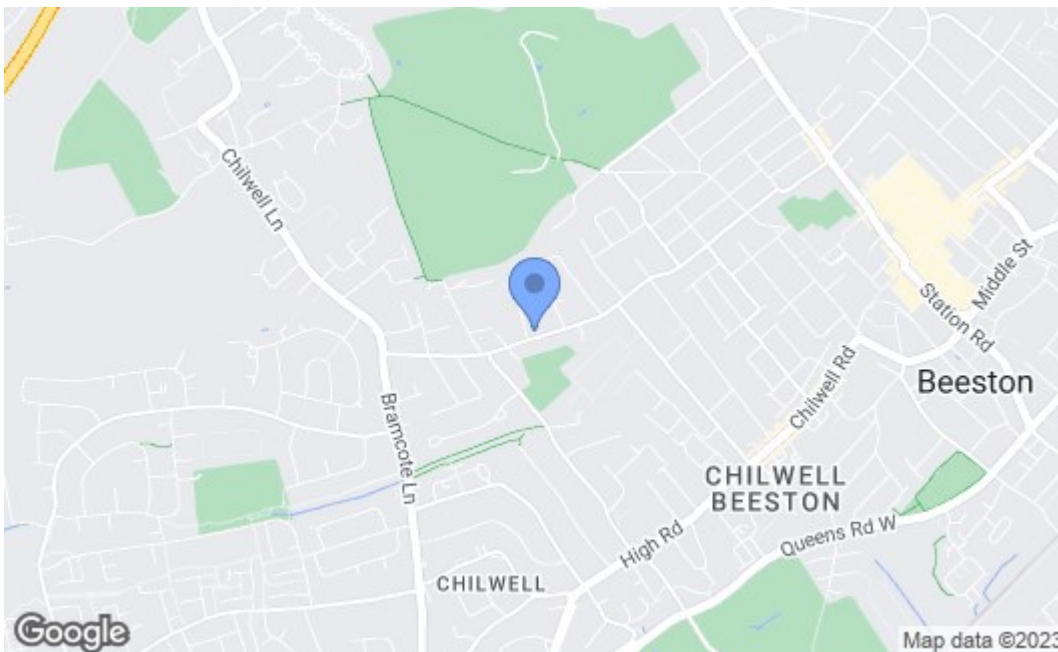 Chilwell Ln
Middle St
Station Rd
Chilwell Rd
Beeston
Bramcote Ln
CHILWELL
BEESTON
High Rd
Queens Rd W
CHILWELL
Google
Map data ©2023